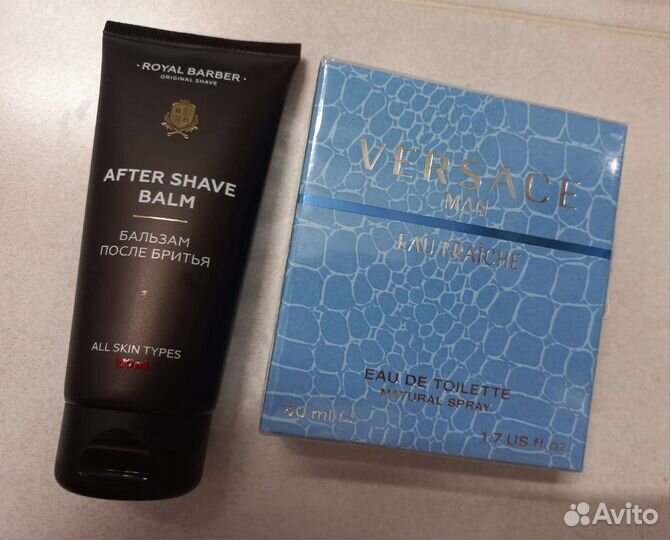 · ROYAL BARBER ·
ORIGINAL SHAVE
AFTER SHAVE
BALM
БАЛЬЗАМ
ПОСЛЕ БРИТЬЯ
ALL SKIN TYPES
VERSACE
MAN
EAU FRAÎCHE
EAU DE TOILETTE
NATURAL SPRAY
50 ml ℮
1.7 US fl.oz
Avito